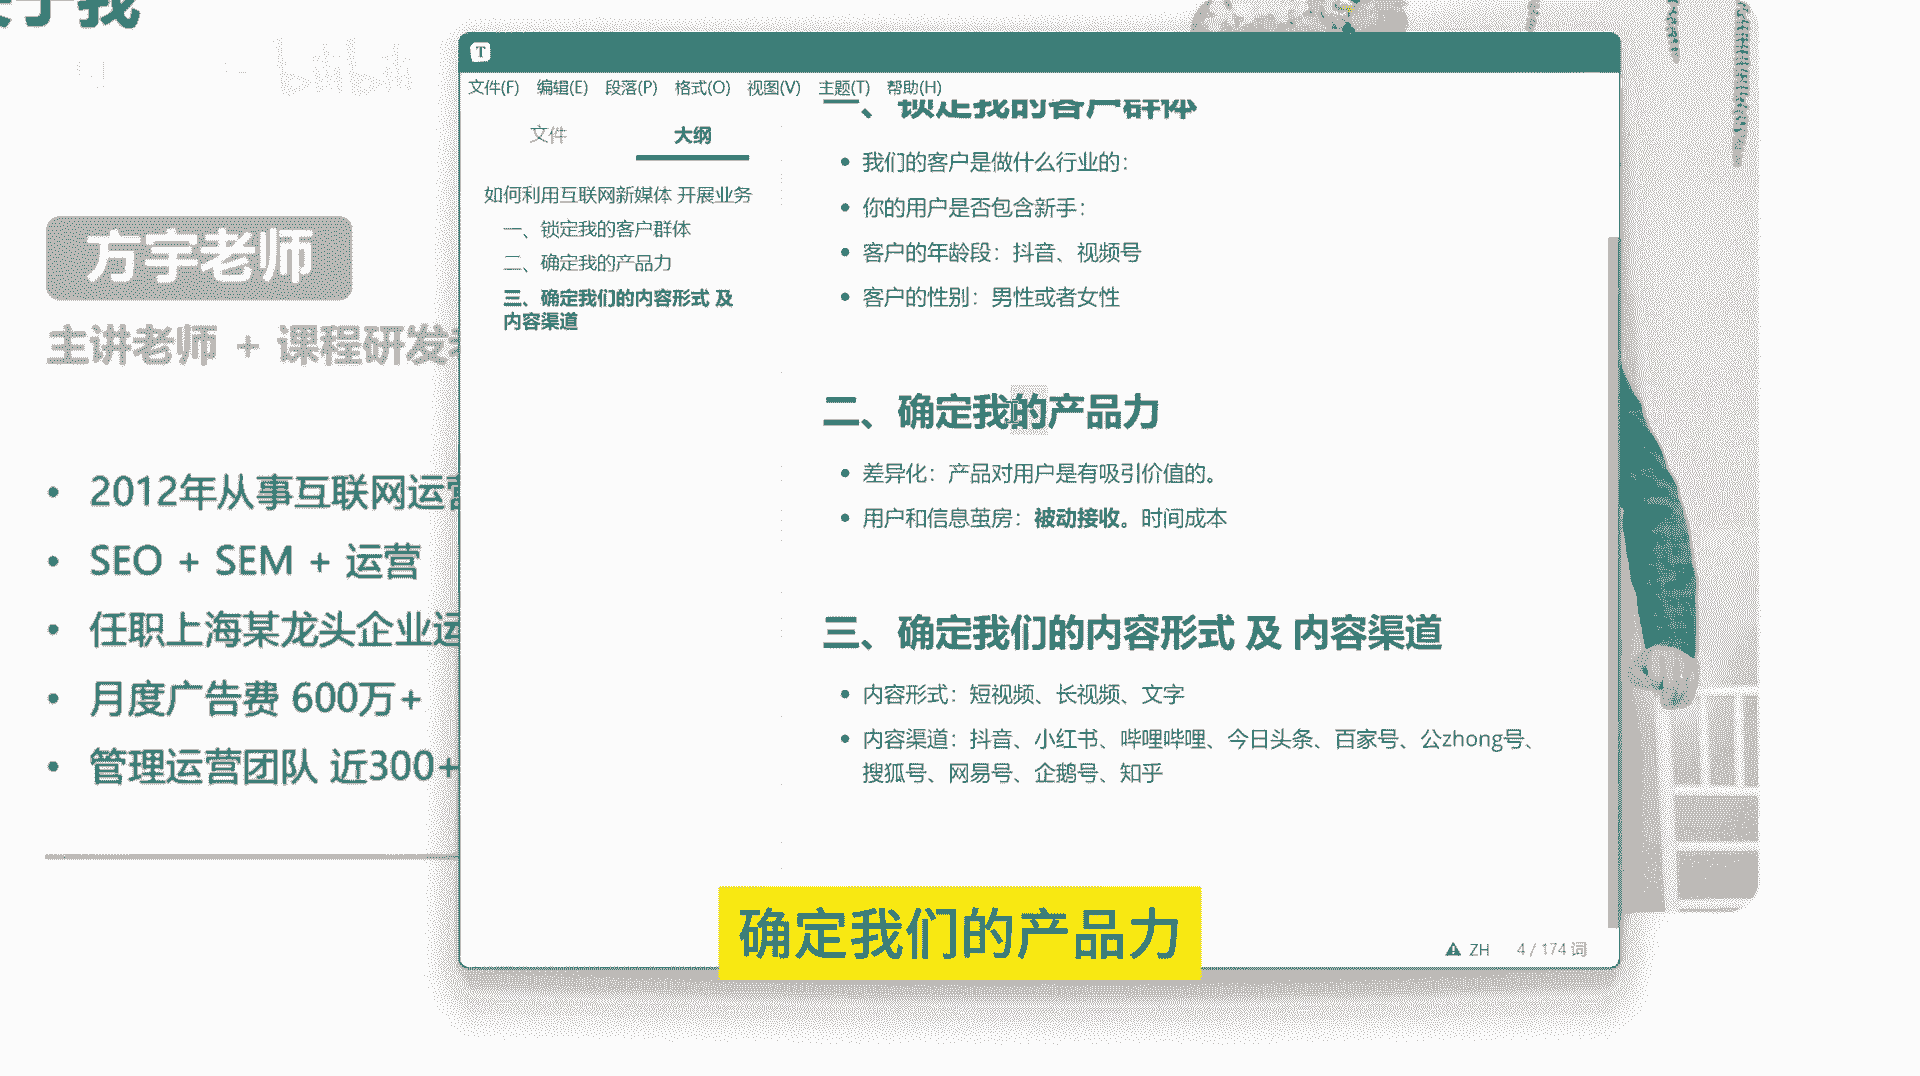 关于我
bilibili
方宇老师
主讲老师 + 课程研发
2012年从事互联网运营
SEO + SEM + 运营
任职上海某龙头企业运
月度广告费 600万+
管理运营团队 近300+
T
文件(F) 编辑(E) 段落(P) 格式(O) 视图(V) 主题(T) 帮助(H)
文件 大纲
如何利用互联网新媒体 开展业务
一、锁定我的客户群体
二、确定我的产品力
三、确定我们的内容形式 及
内容渠道
一、锁定我的客户群体
我们的客户是做什么行业的：
你的用户是否包含新手：
客户的年龄段：抖音、视频号
客户的性别：男性或者女性
二、确定我的产品力
差异化：产品对用户是有吸引价值的。
用户和信息茧房：被动接收。时间成本
三、确定我们的内容形式 及 内容渠道
内容形式：短视频、长视频、文字
内容渠道：抖音、小红书、哔哩哔哩、今日头条、百家号、公zhong号、
搜狐号、网易号、企鹅号、知乎
ZH 4 / 174 词
确定我们的产品力